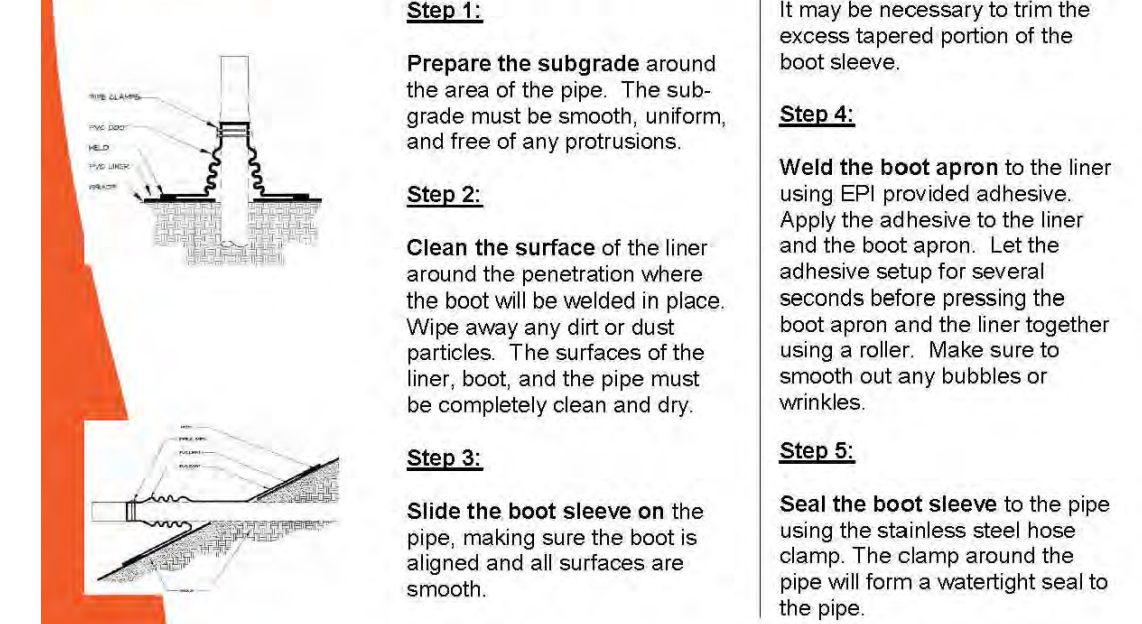 PIPE CLAMPS
PVC BOOT
WELD
PVC LINER
Step 1:
Prepare the subgrade around
the area of the pipe. The sub-
grade must be smooth, uniform,
and free of any protrusions.
Step 2:
Clean the surface of the liner
around the penetration where
the boot will be welded in place.
Wipe away any dirt or dust
particles. The surfaces of the
liner, boot, and the pipe must
be completely clean and dry.
Step 3:
Slide the boot sleeve on the
pipe, making sure the boot is
aligned and all surfaces are
smooth.
It may be necessary to trim the
excess tapered portion of the
boot sleeve.
Step 4:
Weld the boot apron to the liner
using EPI provided adhesive.
Apply the adhesive to the liner
and the boot apron. Let the
adhesive setup for several
seconds before pressing the
boot apron and the liner together
using a roller. Make sure to
smooth out any bubbles or
wrinkles.
Step 5:
Seal the boot sleeve to the pipe
using the stainless steel hose
clamp. The clamp around the
pipe will form a watertight seal to
the pipe.